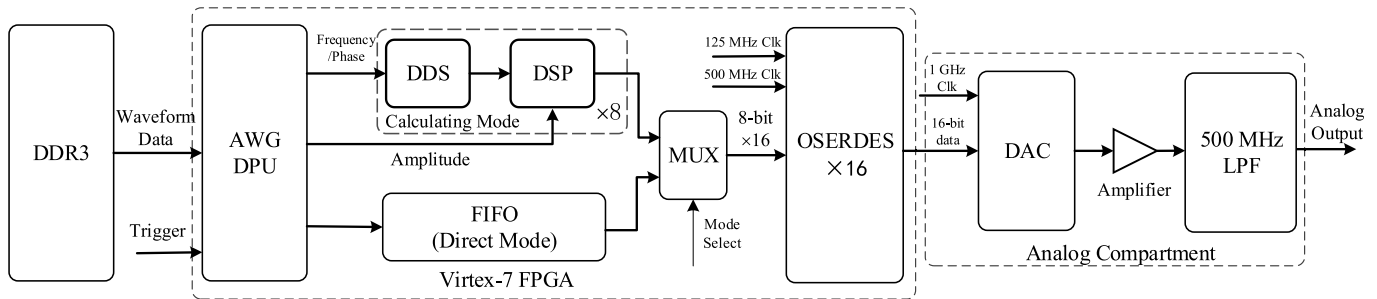 DDR3
Waveform
Data
Trigger
AWG
DPU
Frequency
/Phase
DDS
DSP
×8
Calculating Mode
Amplitude
FIFO
(Direct Mode)
Virtex-7 FPGA
MUX
Mode
Select
125 MHz Clk
500 MHz Clk
8-bit
×16
OSERDES
×16
1 GHz
Clk
16-bit
data
DAC
Amplifier
500 MHz
LPF
Analog
Output
Analog Compartment